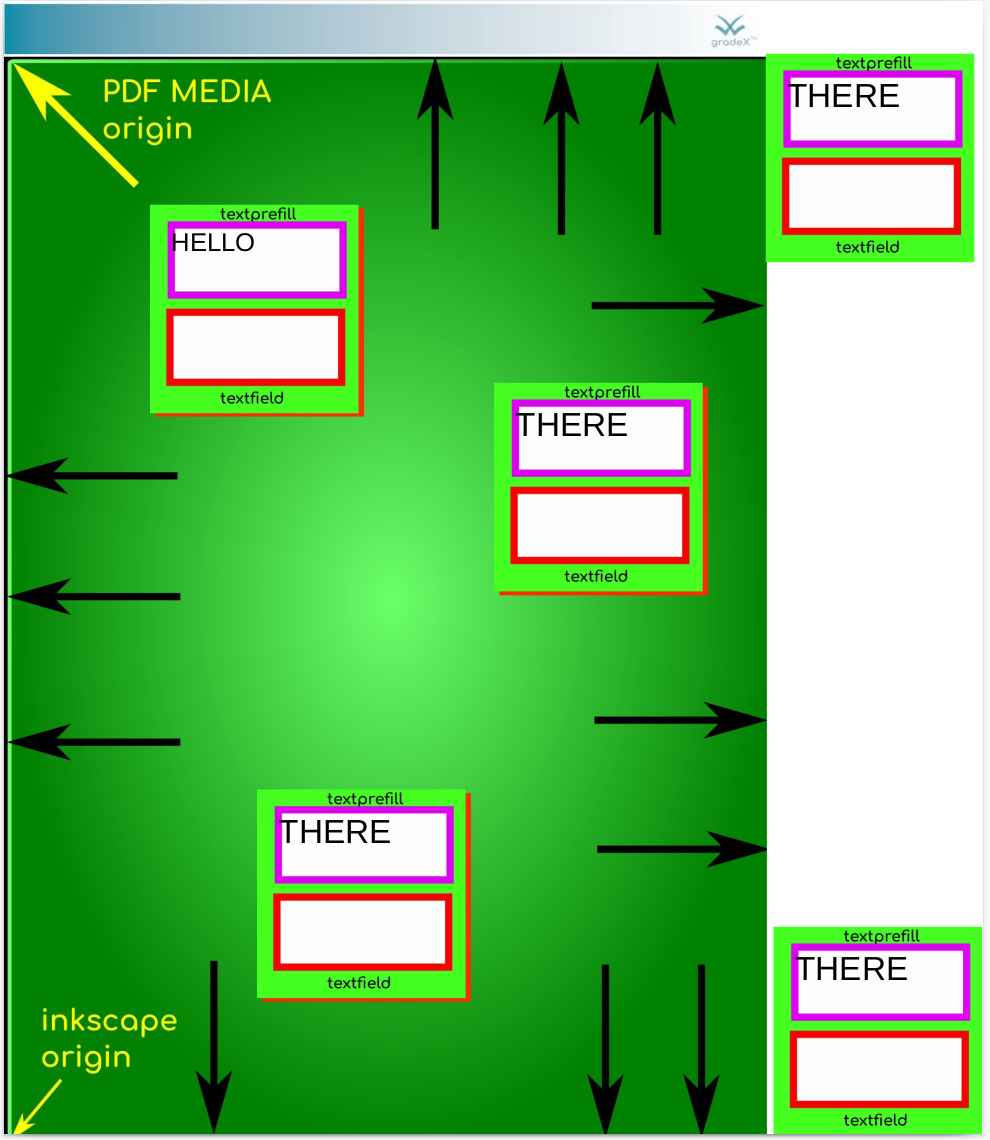 gradeX™
PDF MEDIA
origin
textprefill
THERE
textfield
textprefill
HELLO
textfield
textprefill
THERE
textfield
textprefill
THERE
textfield
textprefill
THERE
textfield
inkscape
origin